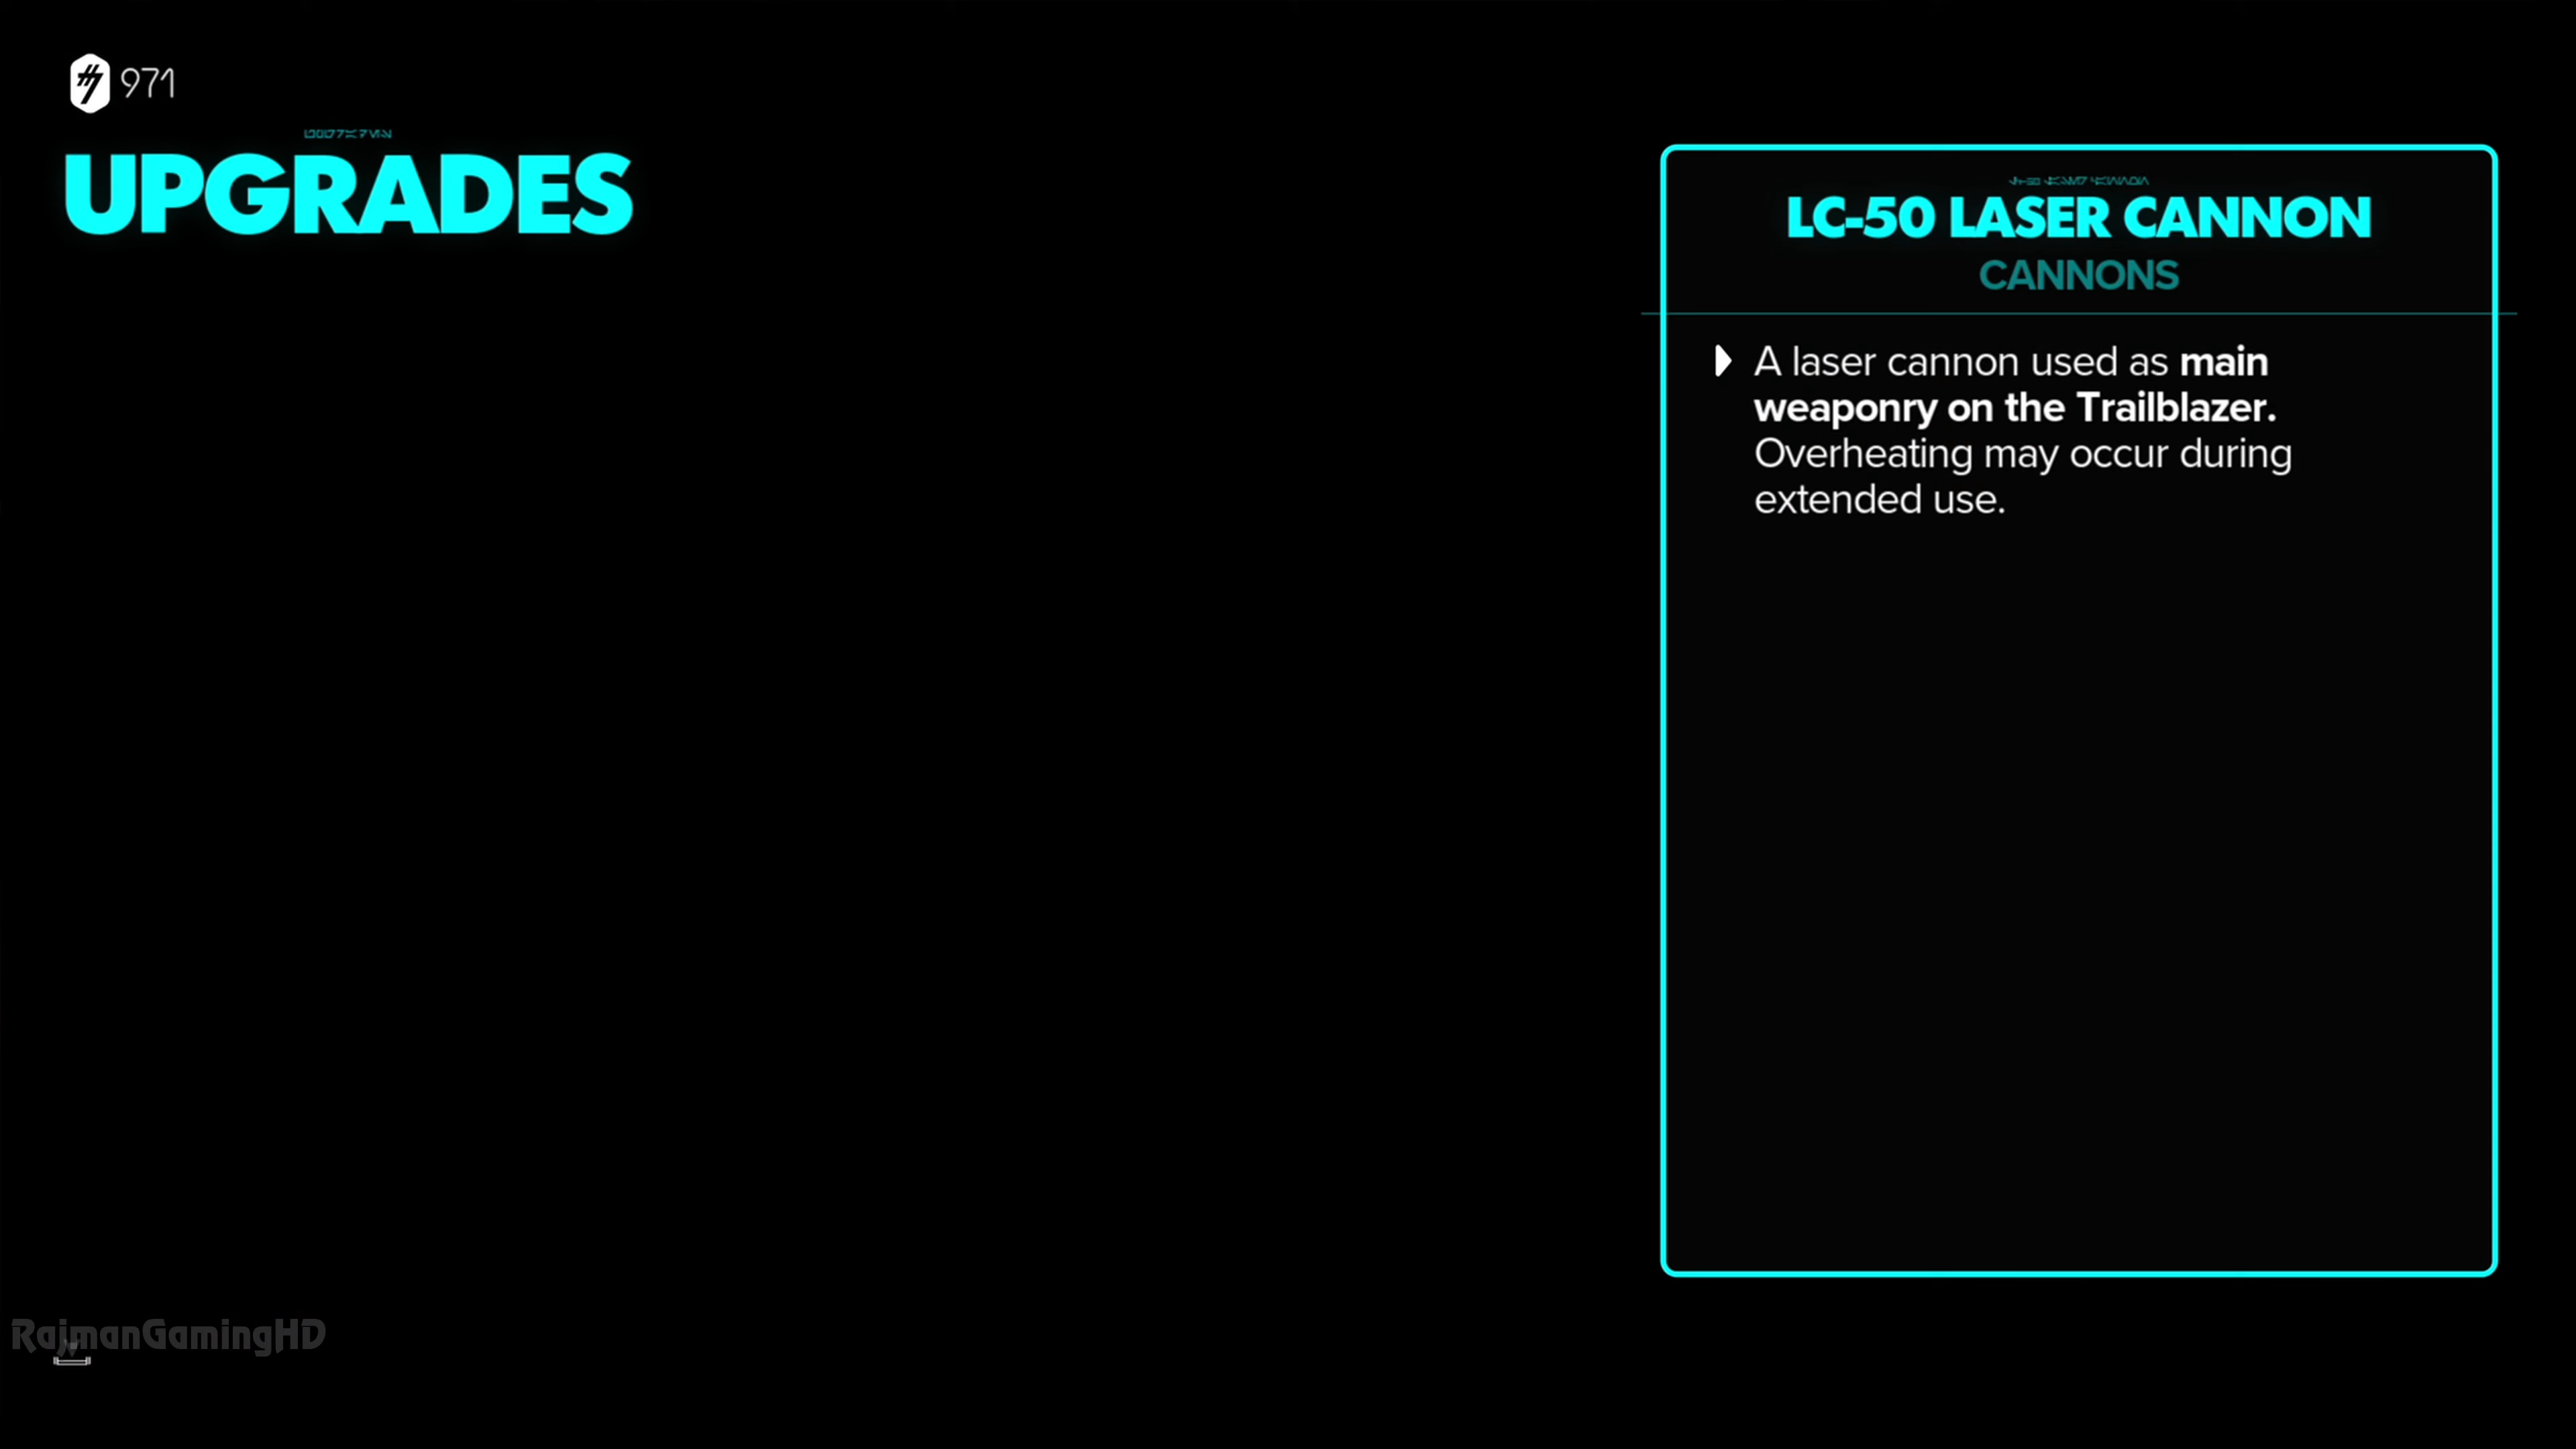 971
UPGRADES
LC-50 LASER CANNON
CANNONS
A laser cannon used as main
weaponry on the Trailblazer.
Overheating may occur during
extended use.
RajmanGamingHD